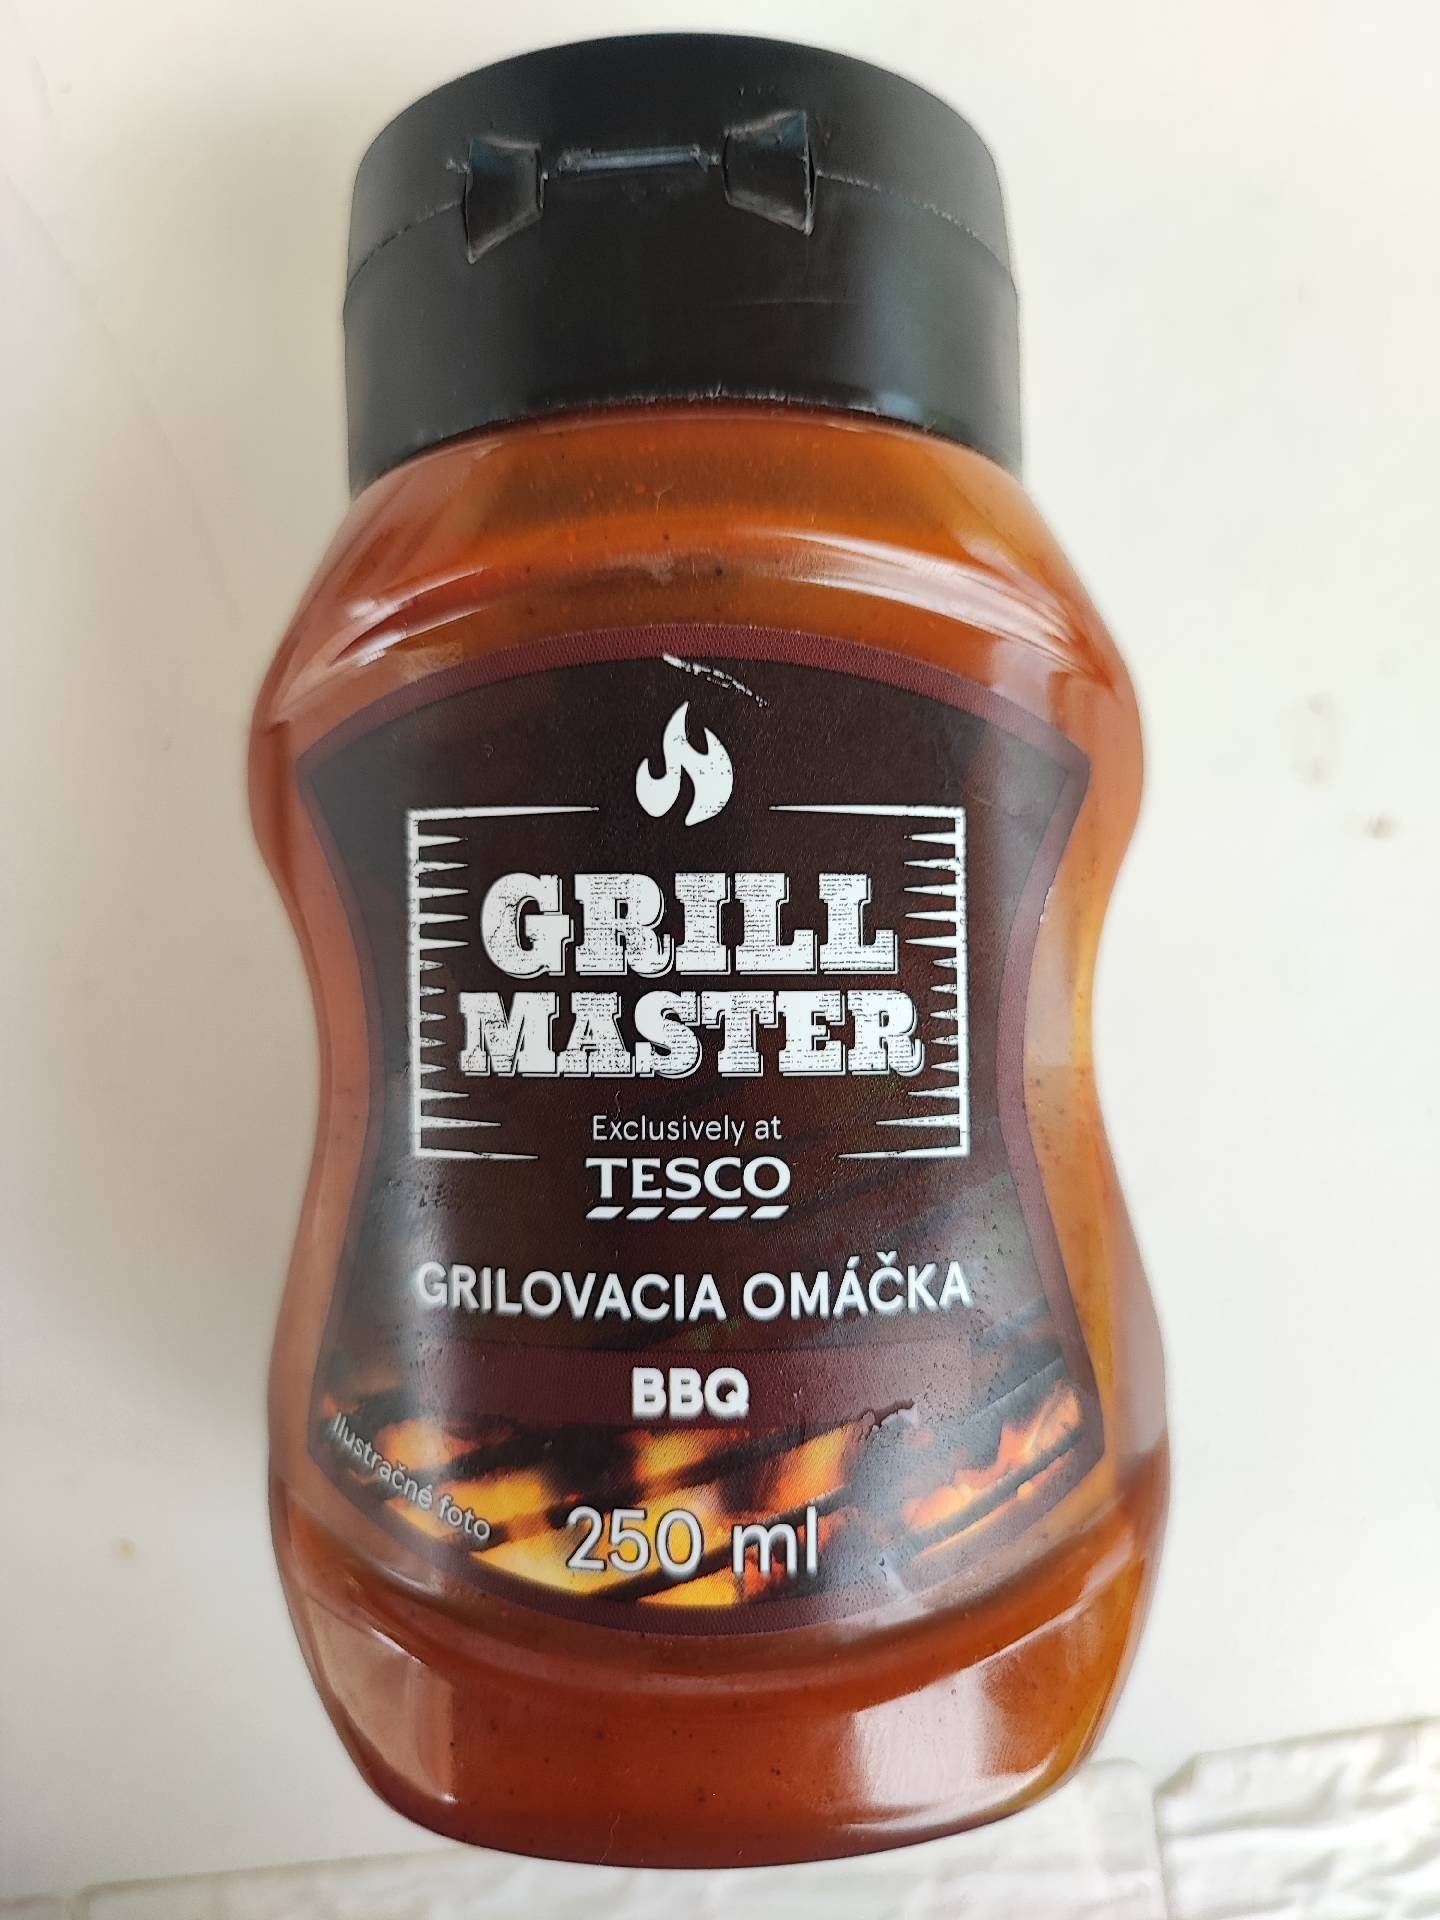 GRILL
MASTER
Exclusively at
TESCO
GRILOVACIA OMÁČKA
BBQ
Ilustračné foto
250 ml